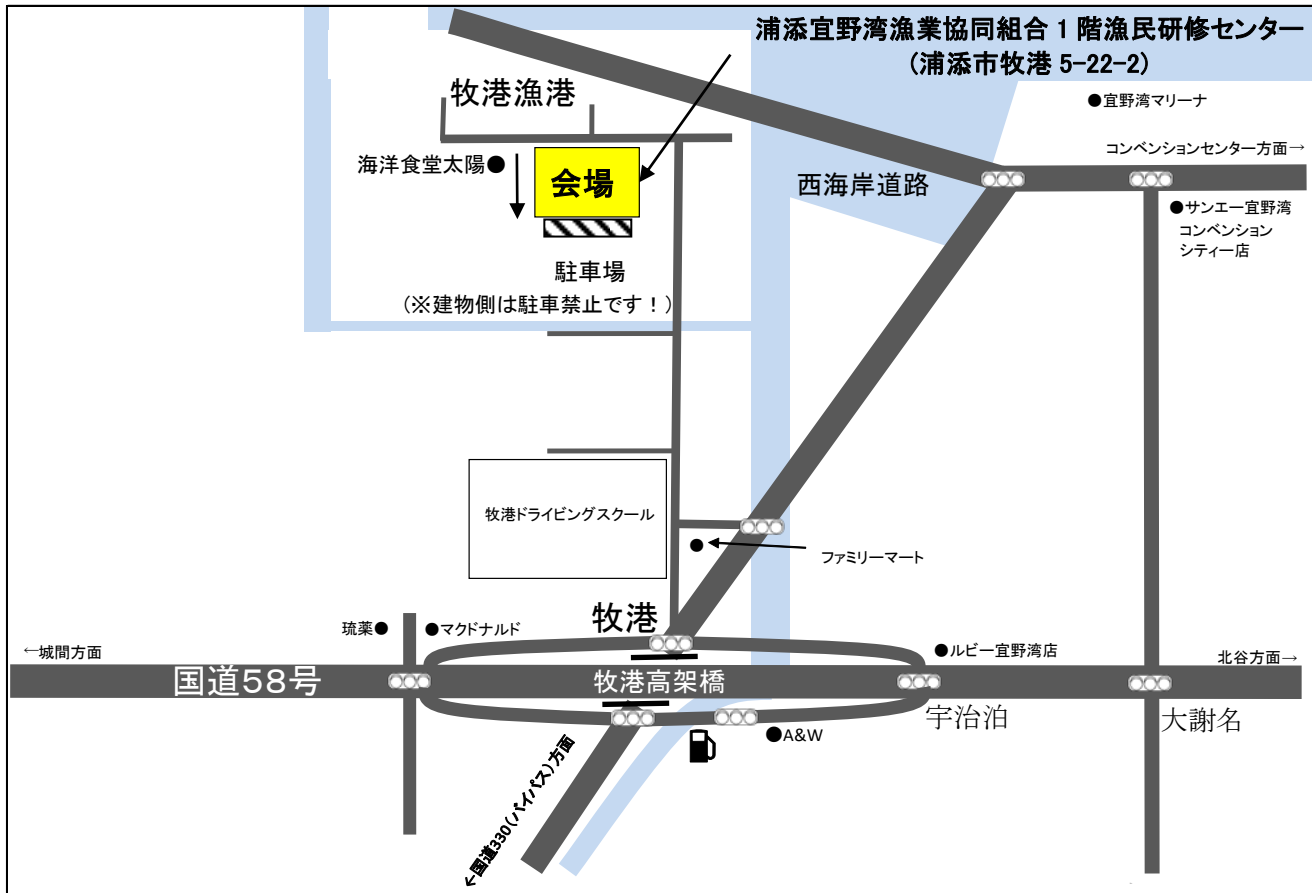 浦添宜野湾漁業協同組合 1 階漁民研修センター
(浦添市牧港 5-22-2)
牧港漁港
●宜野湾マリーナ
コンベンションセンター方面→
海洋食堂太陽●
会場
西海岸道路
●サンエー宜野湾
コンベンション
シティー店
駐車場
(※建物側は駐車禁止です！)
牧港ドライビングスクール
ファミリーマート
牧港
琉薬●
●マクドナルド
●ルビー宜野湾店
←城間方面
北谷方面→
国道58号
牧港高架橋
宇治泊
大謝名
●A&W
←国道330(バイパス)方面